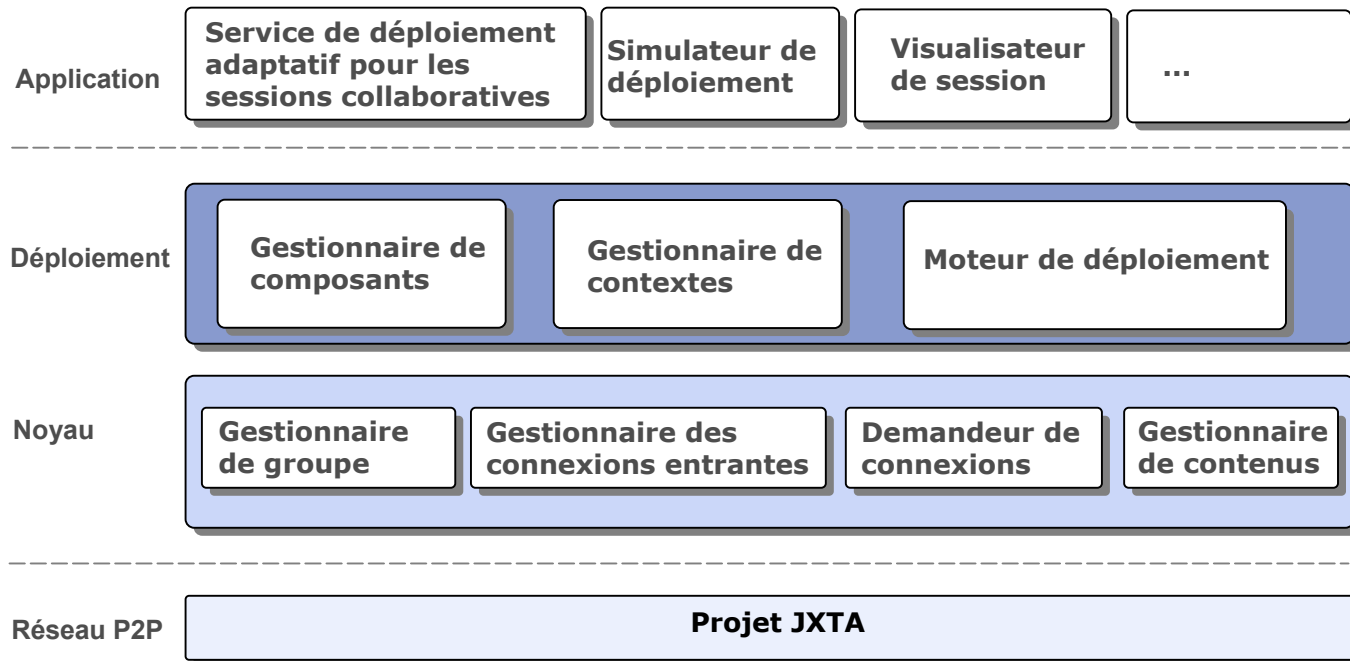 Application
Service de déploiement
adaptatif pour les
sessions collaboratives
Simulateur de
déploiement
Visualisateur
de session
...
Déploiement
Gestionnaire de
composants
Gestionnaire de
contextes
Moteur de déploiement
Noyau
Gestionnaire
de groupe
Gestionnaire des
connexions entrantes
Demandeur de
connexions
Gestionnaire
de contenus
Réseau P2P
Projet JXTA